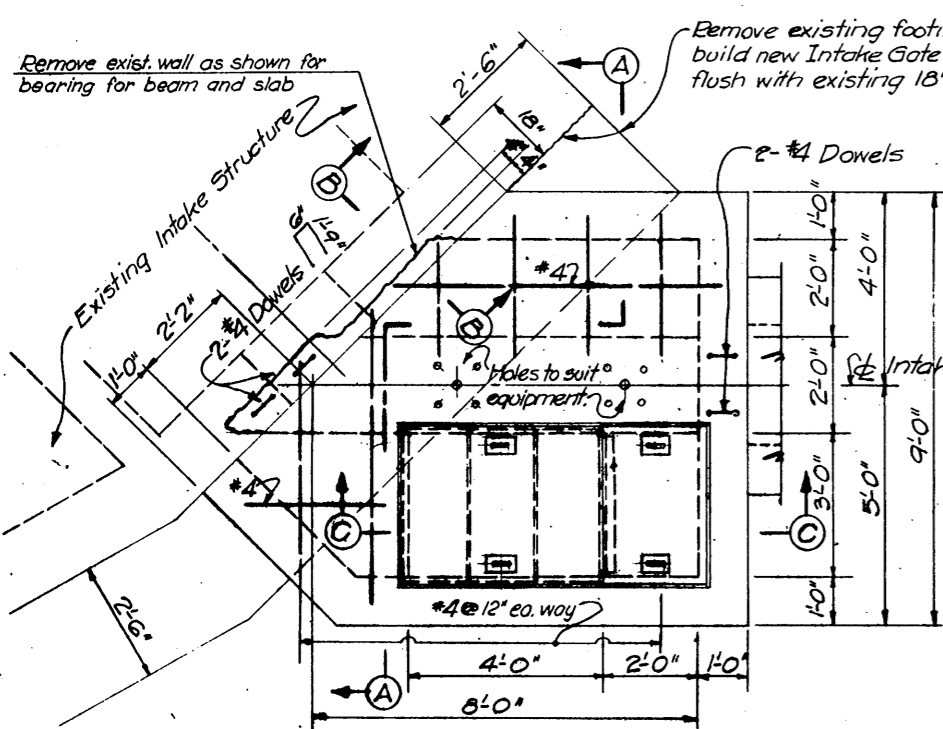 Remove exist. wall as shown for
bearing for beam and slab
Remove existing footi
build new Intake Gate
flush with existing 18"
2'-6"
A
18"
2-#4 Dowels
Existing Intake Structure
B
6"
1'-9"
2-#4 Dowels
2'-2"
1'-0"
#4
B
Holes to suit
equipment.
1'-0"
2'-0"
4'-0"
2'-0"
℄ Intak
9'-0"
3'-0"
5'-0"
1'-0"
#4
C
C
2'-6"
#4@12" ea. way
4'-0"
2'-0"
1'-0"
A
8'-0"